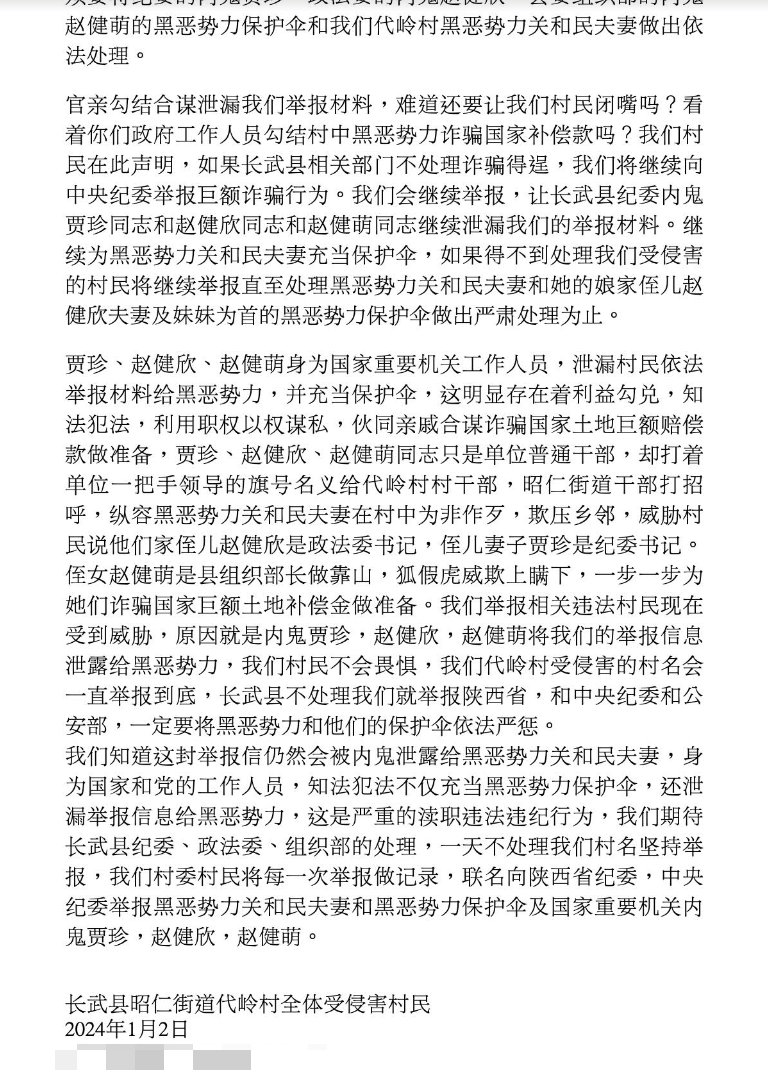 赵健萌的黑恶势力保护伞和我们代岭村黑恶势力关和民夫妻做出依
法处理。
官亲勾结合谋泄漏我们举报材料，难道还要让我们村民闭嘴吗？看
着你们政府工作人员勾结村中黑恶势力诈骗国家补偿款吗？我们村
民在此声明，如果长武县相关部门不处理诈骗得逞，我们将继续向
中央纪委举报巨额诈骗行为。我们会继续举报，让长武县纪委内鬼
贾珍同志和赵健欣同志和赵健萌同志继续泄漏我们的举报材料。继
续为黑恶势力关和民夫妻充当保护伞，如果得不到处理我们受侵害
的村民将继续举报直至处理黑恶势力关和民夫妻和她的娘家侄儿赵
健欣夫妻及妹妹为首的黑恶势力保护伞做出严肃处理为止。
贾珍、赵健欣、赵健萌身为国家重要机关工作人员，泄漏村民依法
举报材料给黑恶势力，并充当保护伞，这明显存在着利益勾兑，知
法犯法，利用职权以权谋私，伙同亲戚合谋诈骗国家土地巨额赔偿
款做准备，贾珍、赵健欣、赵健萌同志只是单位普通干部，却打着
单位一把手领导的旗号名义给代岭村村干部，昭仁街道干部打招
呼，纵容黑恶势力关和民夫妻在村中为非作歹，欺压乡邻，威胁村
民说他们家侄儿赵健欣是政法委书记，侄儿妻子贾珍是纪委书记。
侄女赵健萌是县组织部长做靠山，狐假虎威欺上瞒下，一步一步为
她们诈骗国家巨额土地补偿金做准备。我们举报相关违法村民现在
受到威胁，原因就是内鬼贾珍，赵健欣，赵健萌将我们的举报信息
泄露给黑恶势力，我们村民不会畏惧，我们代岭村受侵害的村名会
一直举报到底，长武县不处理我们就举报陕西省，和中央纪委和公
安部，一定要将黑恶势力和他们的保护伞依法严惩。
我们知道这封举报信仍然会被内鬼泄露给黑恶势力关和民夫妻，身
为国家和党的工作人员，知法犯法不仅充当黑恶势力保护伞，还泄
漏举报信息给黑恶势力，这是严重的渎职违法违纪行为，我们期待
长武县纪委、政法委、组织部的处理，一天不处理我们村名坚持举
报，我们村委村民将每一次举报做记录，联名向陕西省纪委，中央
纪委举报黑恶势力关和民夫妻和黑恶势力保护伞及国家重要机关内
鬼贾珍，赵健欣，赵健萌。
长武县昭仁街道代岭村全体受侵害村民
2024年1月2日